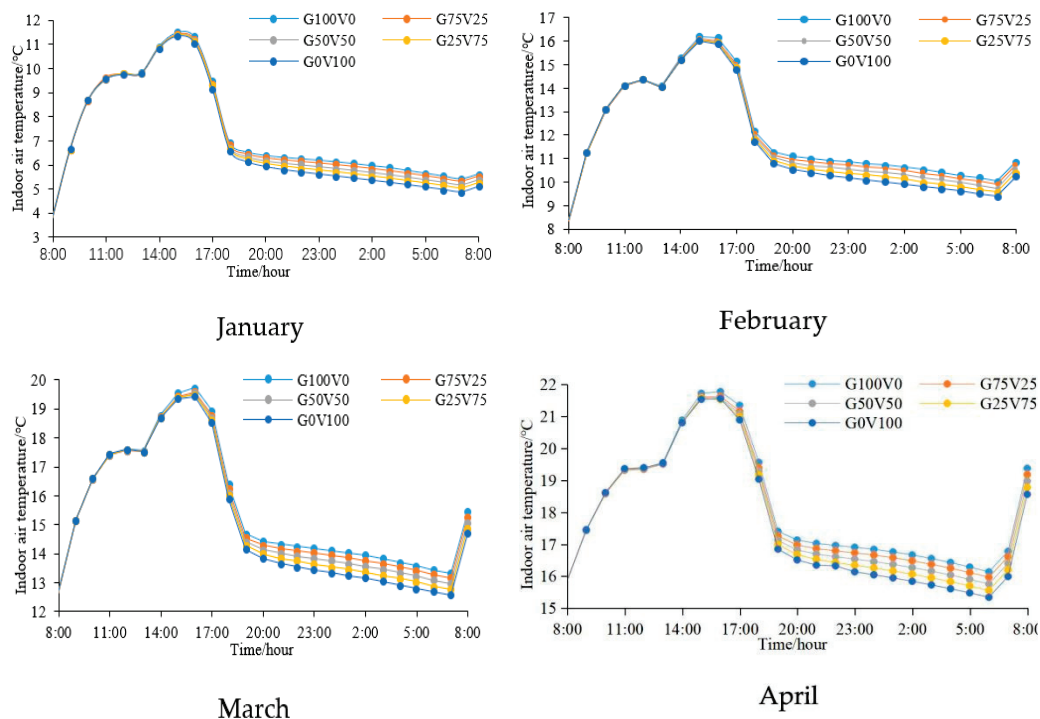 G100V0 G75V25
G50V50 G25V75
G0V100
Indoor air temperature/°C
12
11
10
9
8
7
6
5
4
3
8:00 11:00 14:00 17:00 20:00 23:00 2:00 5:00 8:00
Time/hour
January
G100V0 G75V25
G50V50 G25V75
G0V100
Indoor air temperaturee/°C
17
16
15
14
13
12
11
10
9
8
8:00 11:00 14:00 17:00 20:00 23:00 2:00 5:00 8:00
Time/hour
February
G100V0 G75V25
G50V50 G25V75
G0V100
Indoor air temperature/°C
20
19
18
17
16
15
14
13
12
8:00 11:00 14:00 17:00 20:00 23:00 2:00 5:00 8:00
Time/hour
March
G100V0 G75V25
G50V50 G25V75
G0V100
Indoor air temperature/°C
22
21
20
19
18
17
16
15
8:00 11:00 14:00 17:00 20:00 23:00 2:00 5:00 8:00
Time/hour
April